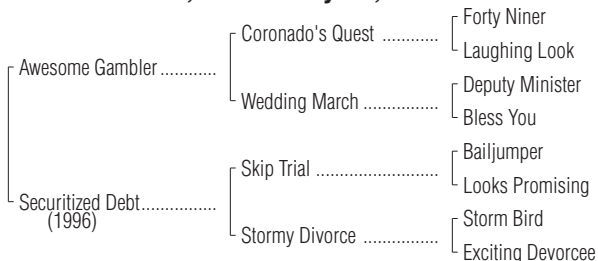 Forty Niner
Coronado's Quest ............
Laughing Look
Awesome Gambler ............
Deputy Minister
Wedding March ................
Bless You
Bailjumper
Skip Trial ..........................
Looks Promising
Securitized Debt................
(1996)
Storm Bird
Stormy Divorce ................
Exciting Devorcee